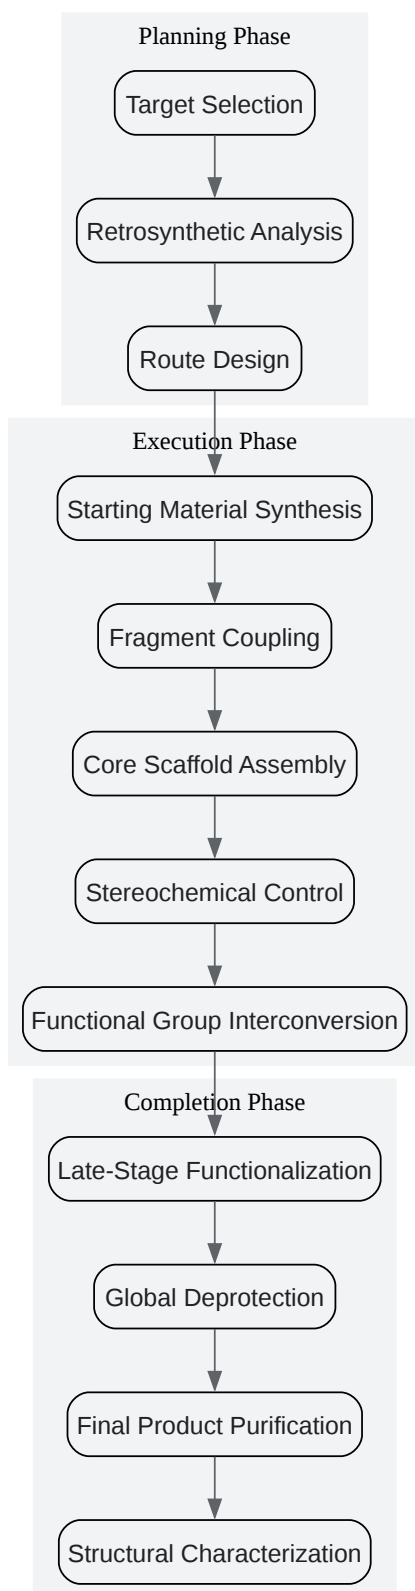 Planning Phase
Target Selection
Retrosynthetic Analysis
Route Design
Execution Phase
Starting Material Synthesis
Fragment Coupling
Core Scaffold Assembly
Stereochemical Control
Functional Group Interconversion
Completion Phase
Late-Stage Functionalization
Global Deprotection
Final Product Purification
Structural Characterization